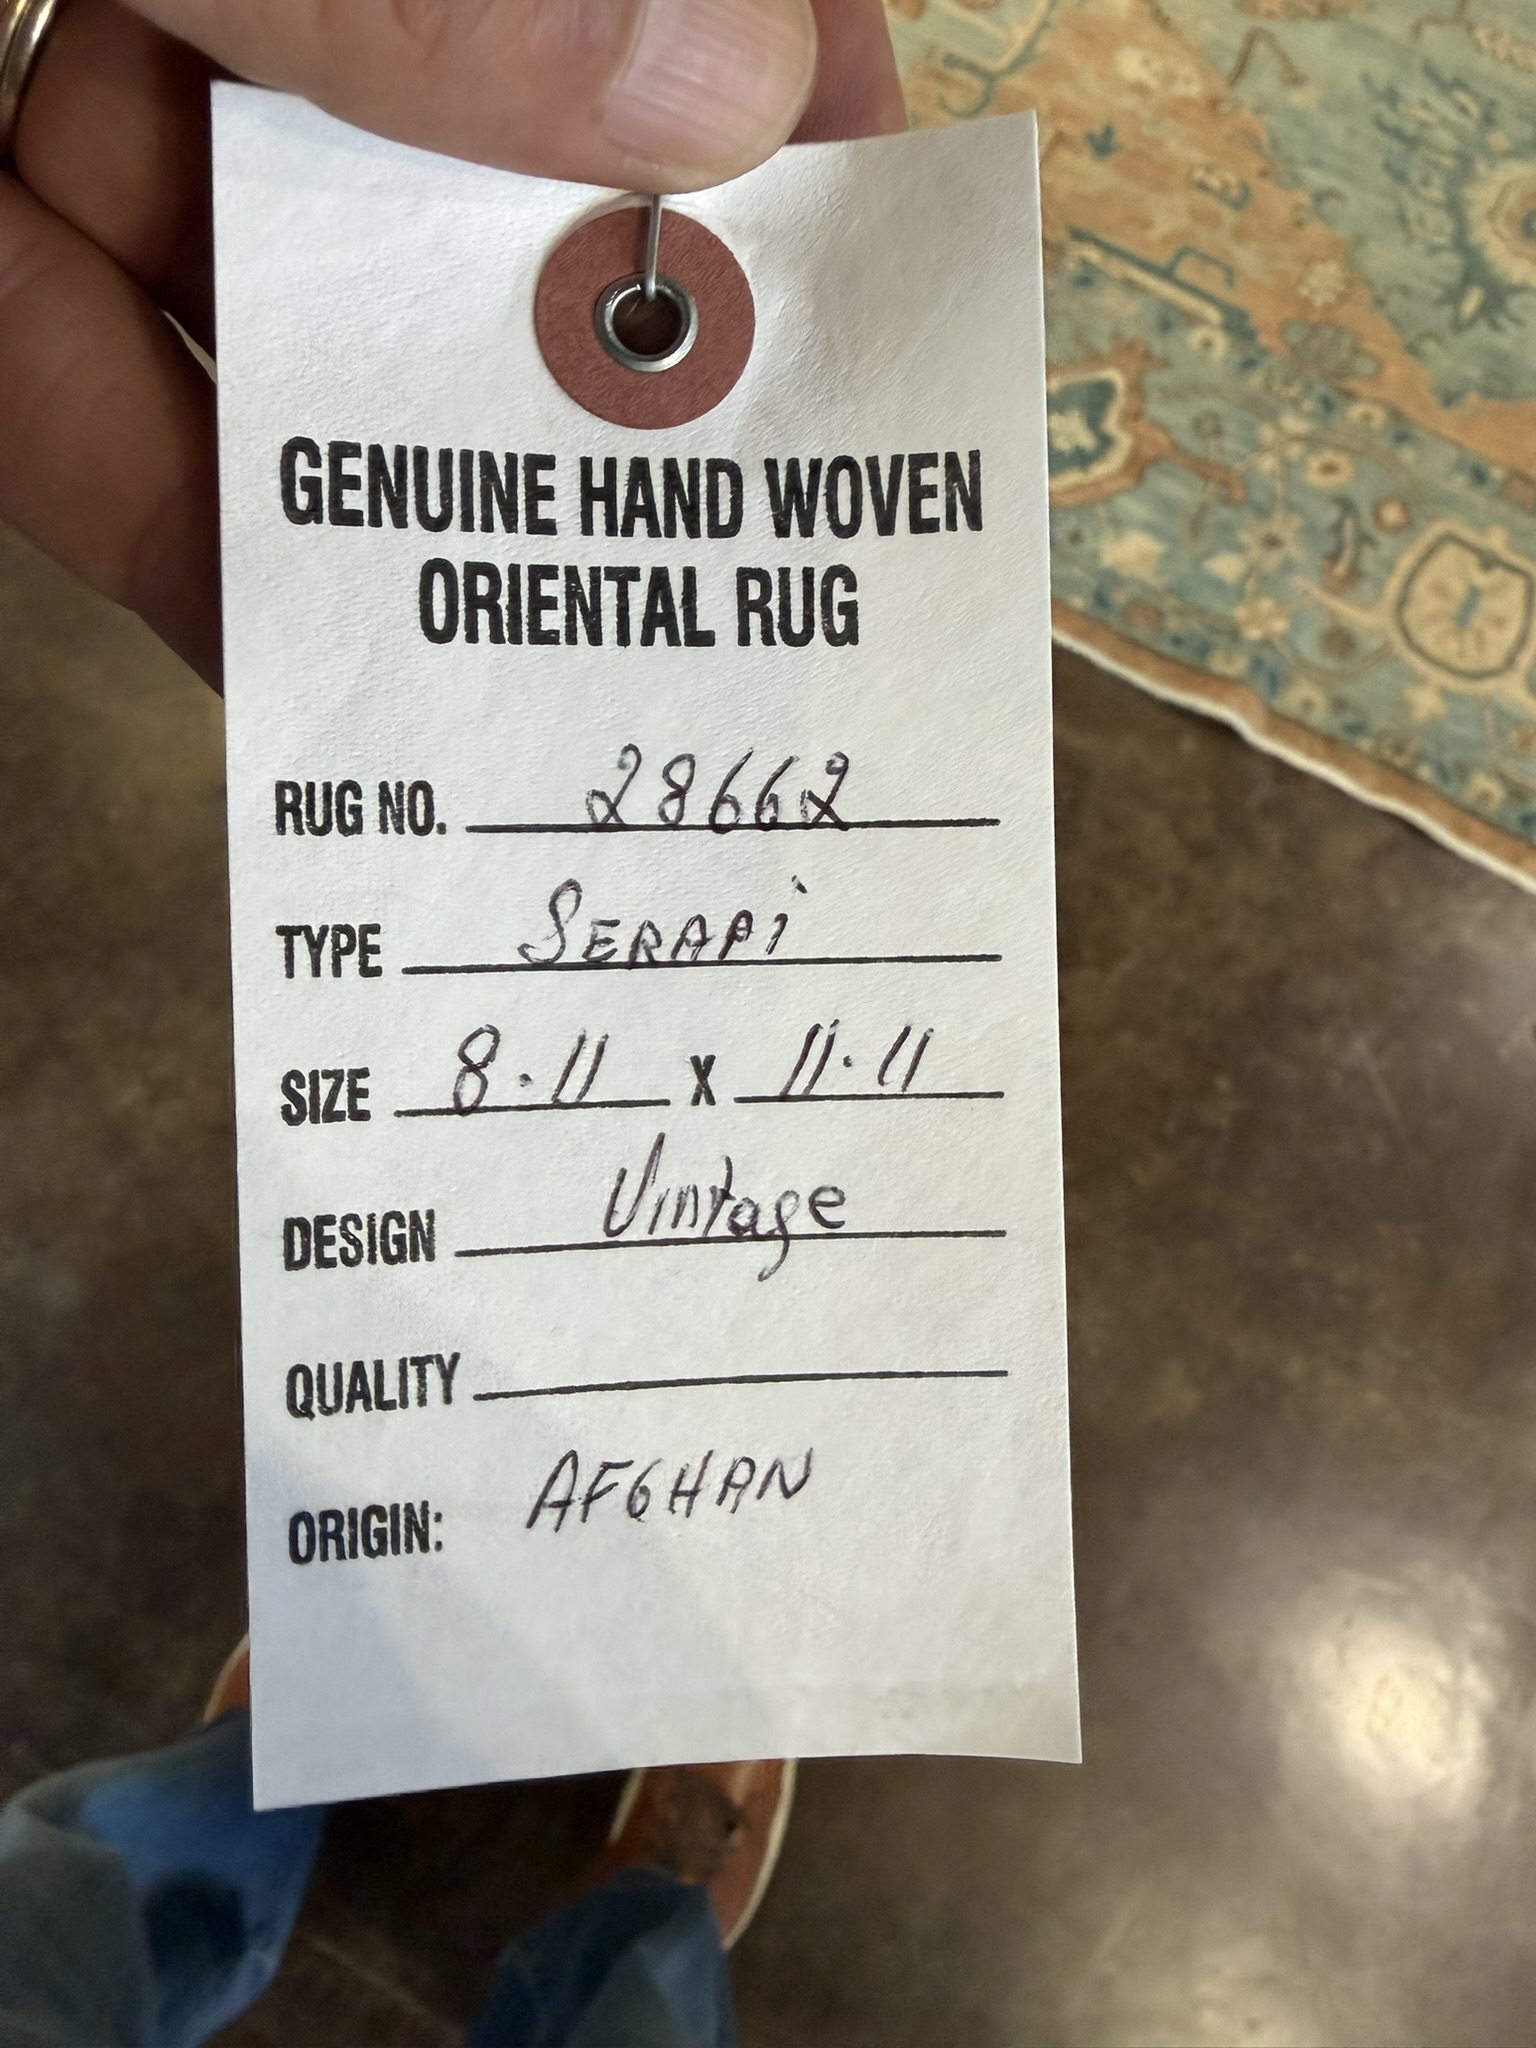 GENUINE HAND WOVEN
ORIENTAL RUG
RUG NO. 28662
TYPE SERAPi
SIZE 8.11 X 11.11
DESIGN Vintage
QUALITY
ORIGIN: AFGHAN